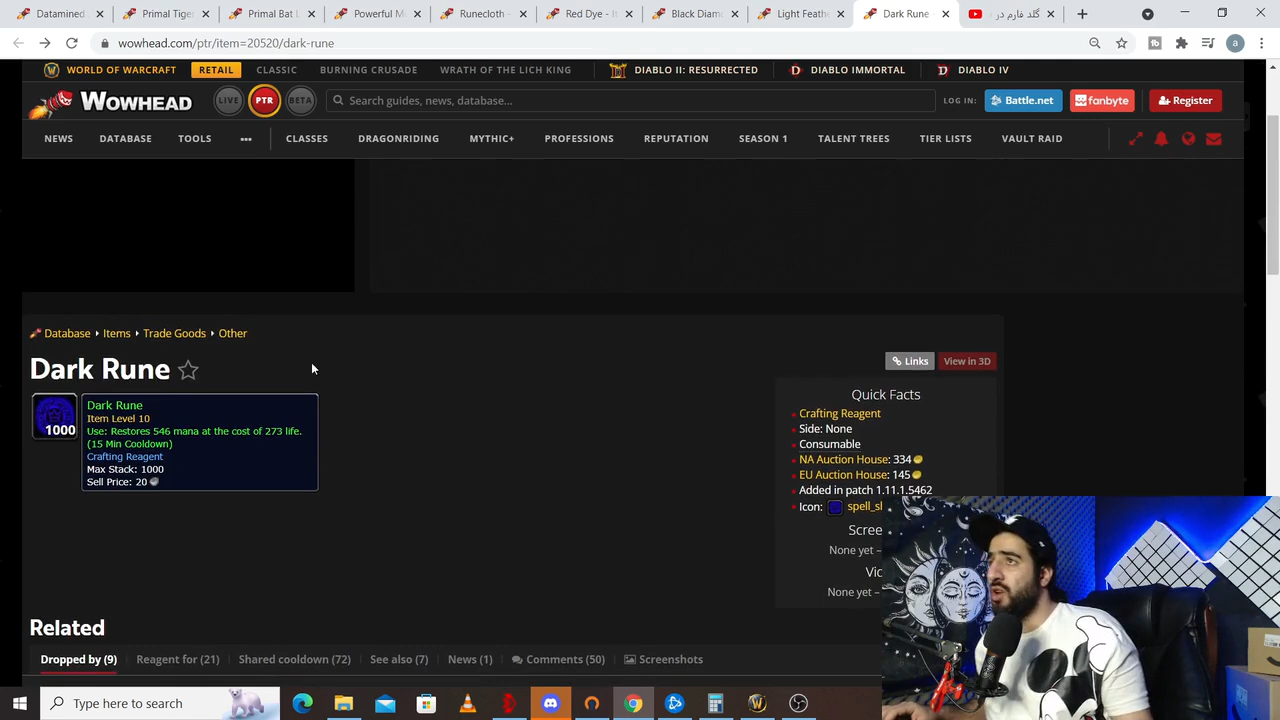 Datamined
Primal Tige
Primal Bat L
Powerful M
Runecloth -
Red Dye - It
Black Diamo
Light Feathe
Dark Rune
گلد فارم در
wowhead.com/ptr/item=20520/dark-rune
WORLD OF WARCRAFT
RETAIL
CLASSIC
BURNING CRUSADE
WRATH OF THE LICH KING
DIABLO II: RESURRECTED
DIABLO IMMORTAL
DIABLO IV
WOWHEAD
LIVE
PTR
BETA
Search guides, news, database...
LOG IN:
Battle.net
fanbyte
Register
NEWS
DATABASE
TOOLS
CLASSES
DRAGONRIDING
MYTHIC+
PROFESSIONS
REPUTATION
SEASON 1
TALENT TREES
TIER LISTS
VAULT RAID
Database
Items
Trade Goods
Other
Dark Rune
Links
View in 3D
1000
Dark Rune
Item Level 10
Use: Restores 546 mana at the cost of 273 life.
(15 Min Cooldown)
Crafting Reagent
Max Stack: 1000
Sell Price: 20
Quick Facts
Crafting Reagent
Side: None
Consumable
NA Auction House: 334
EU Auction House: 145
Added in patch 1.11.1.5462
Icon: spell_sl
Scree
None yet –
Vic
None yet –
Related
Dropped by (9)
Reagent for (21)
Shared cooldown (72)
See also (7)
News (1)
Comments (50)
Screenshots
Type here to search